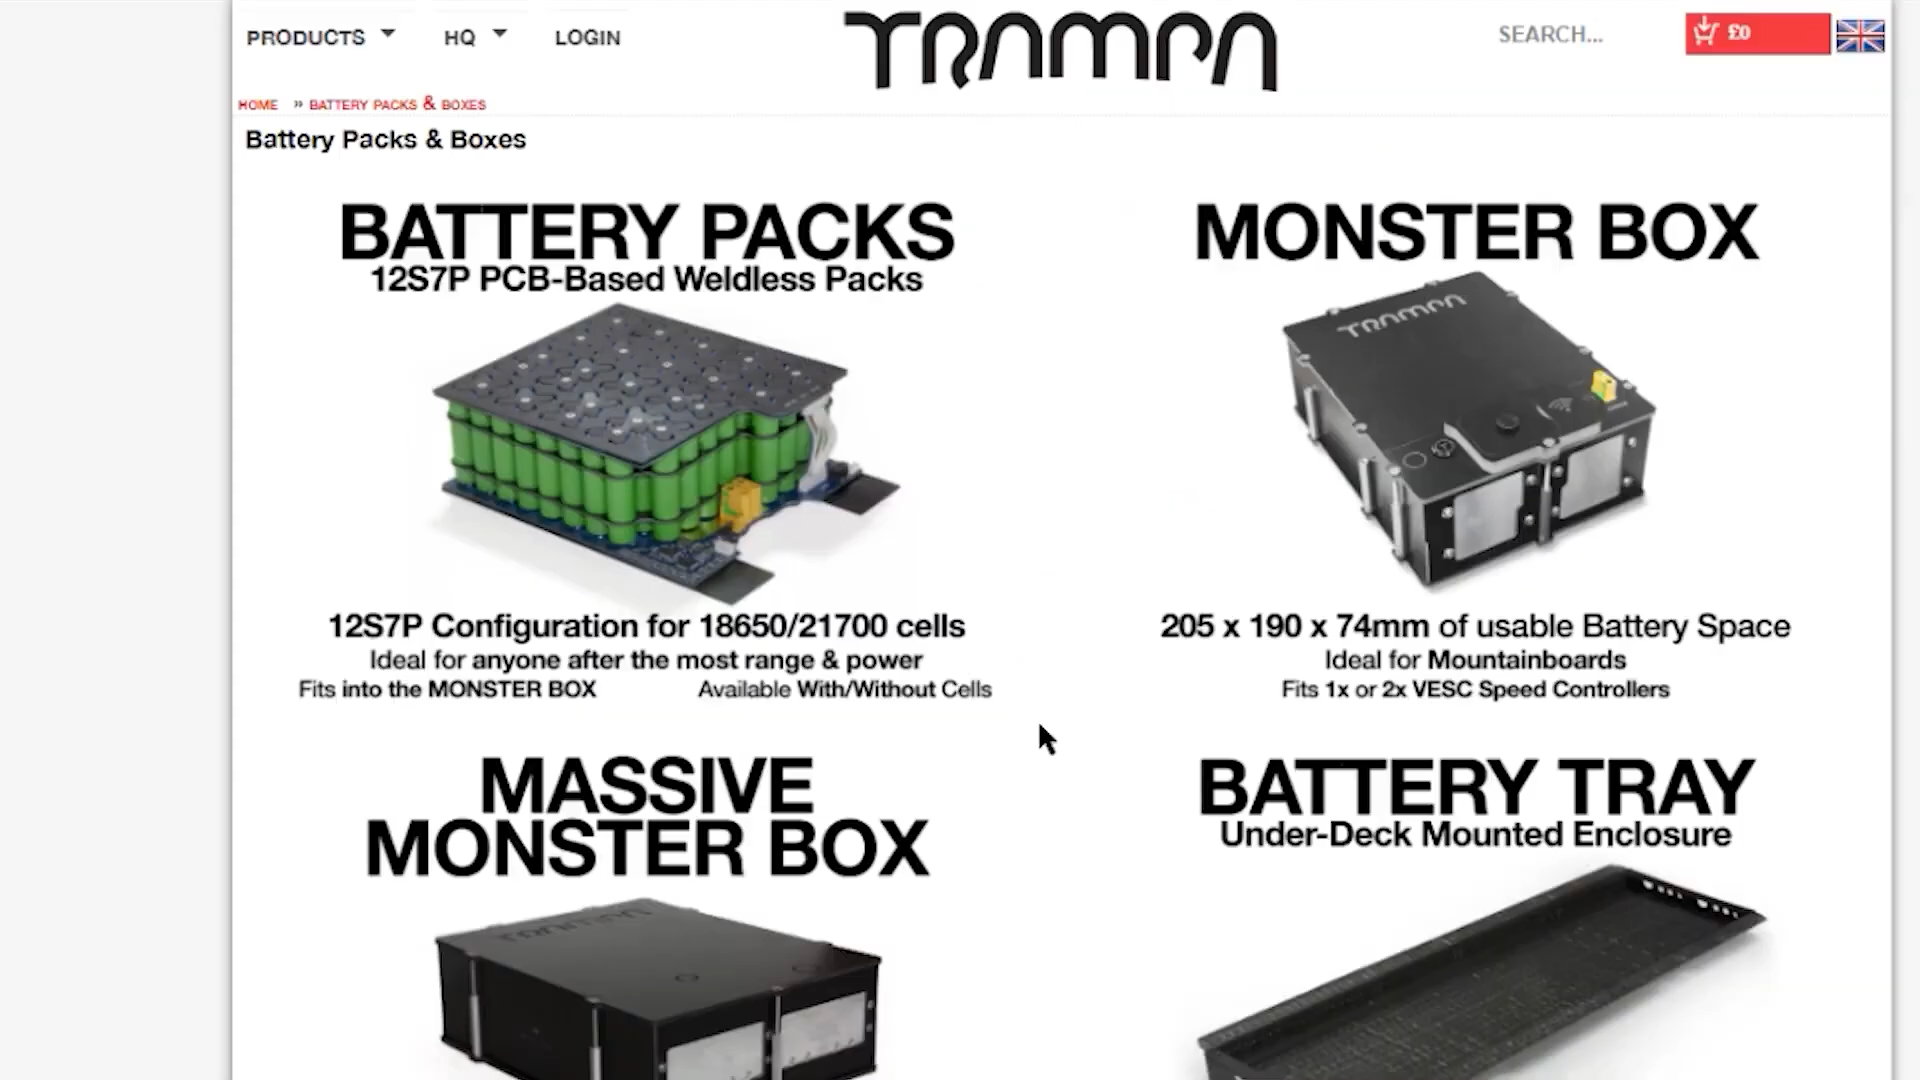 PRODUCTS
HQ
LOGIN
TRAMPA
SEARCH...
£0
HOME » BATTERY PACKS & BOXES
Battery Packs & Boxes
BATTERY PACKS
12S7P PCB-Based Weldless Packs
12S7P Configuration for 18650/21700 cells
Ideal for anyone after the most range & power
Fits into the MONSTER BOX
Available With/Without Cells
MONSTER BOX
TRAMPA
205 x 190 x 74mm of usable Battery Space
Ideal for Mountainboards
Fits 1x or 2x VESC Speed Controllers
MASSIVE
MONSTER BOX
TRAMPA
BATTERY TRAY
Under-Deck Mounted Enclosure